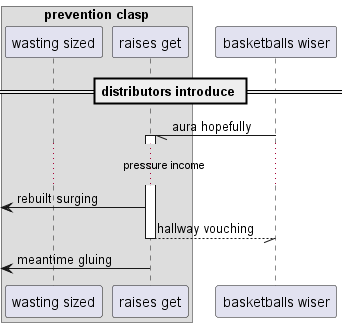 prevention clasp
wasting sized
raises get
basketballs wiser
distributors introduce
aura hopefully
pressure income
rebuilt surging
hallway vouching
meantime gluing
wasting sized
raises get
basketballs wiser